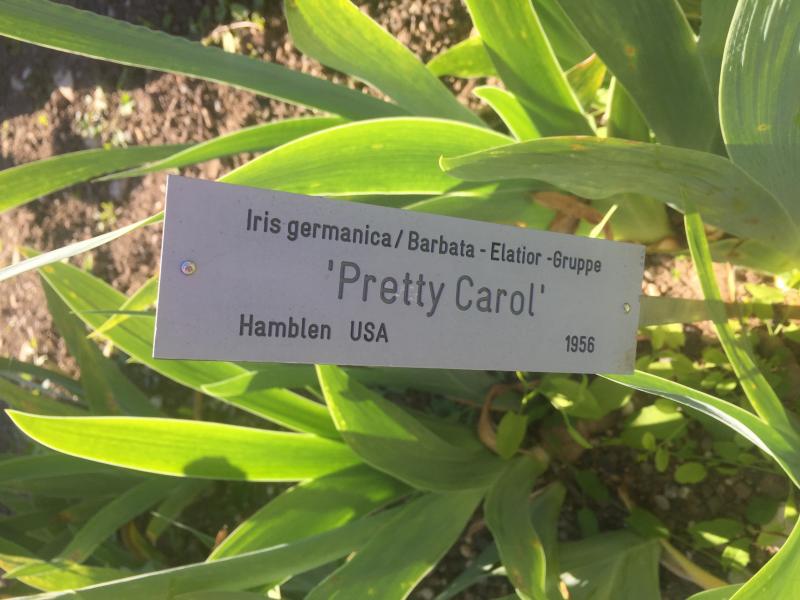 Iris germanica/ Barbata - Elatior -Gruppe
'Pretty Carol'
Hamblen USA 1956